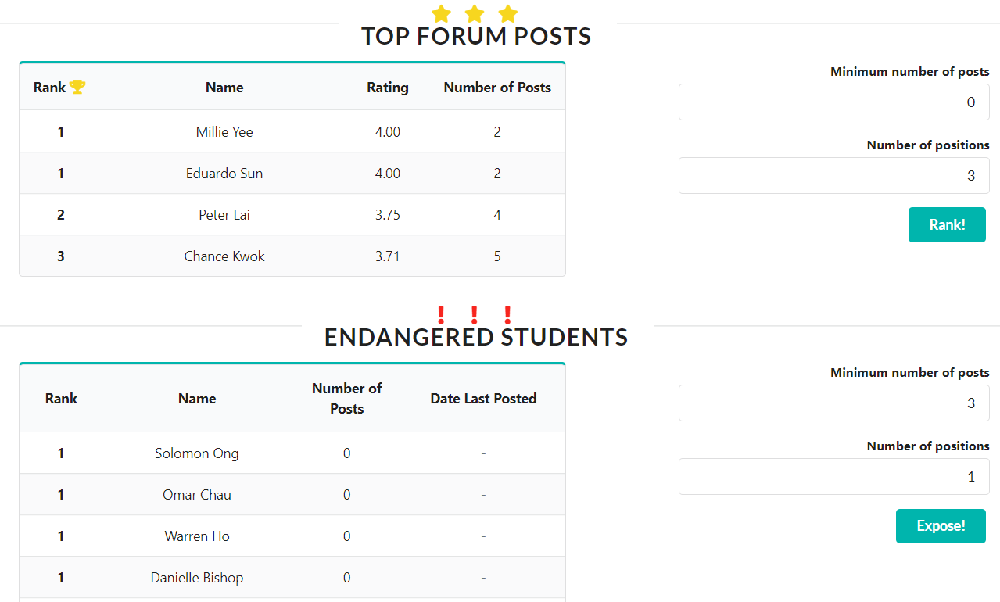 TOP FORUM POSTS
Rank Name Rating Number of Posts
1 Millie Yee 4.00 2
1 Eduardo Sun 4.00 2
2 Peter Lai 3.75 4
3 Chance Kwok 3.71 5
Minimum number of posts
0
Number of positions
3
Rank!
ENDANGERED STUDENTS
Rank Name Number of Posts Date Last Posted
1 Solomon Ong 0 -
1 Omar Chau 0 -
1 Warren Ho 0 -
1 Danielle Bishop 0 -
Minimum number of posts
3
Number of positions
1
Expose!